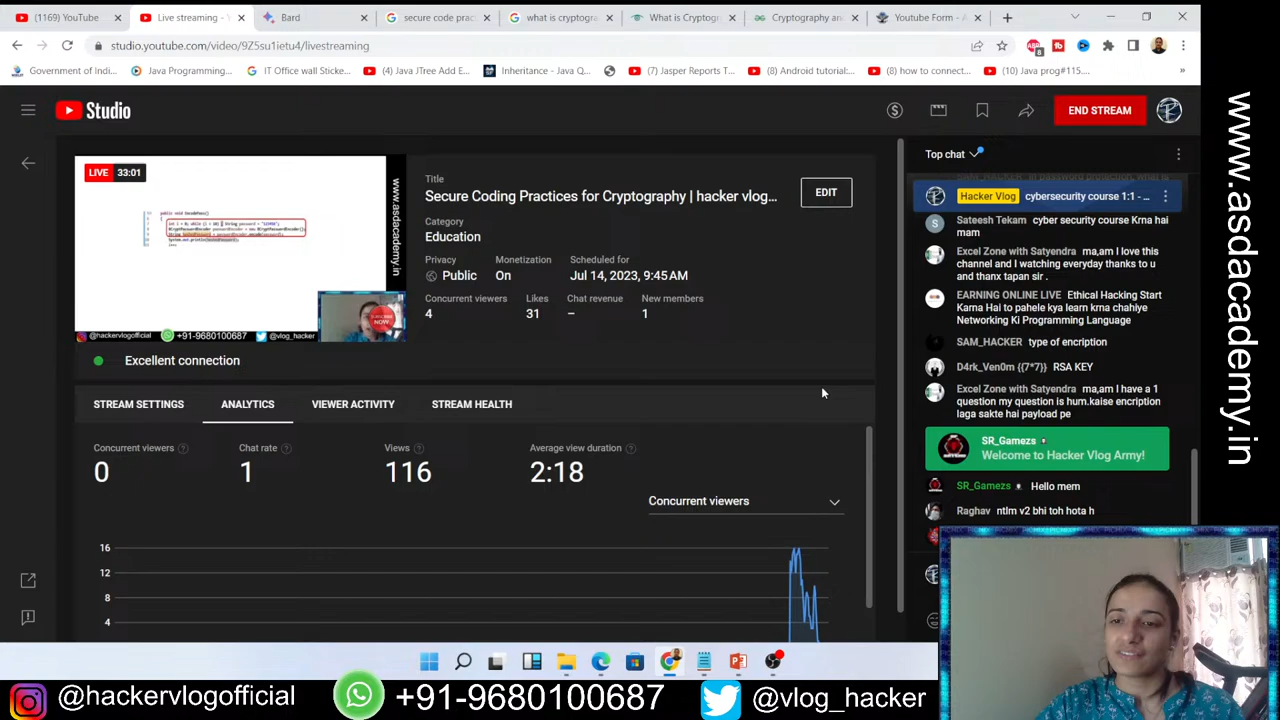 (1169) YouTube
Live streaming - Y
Bard
secure code prac
what is cryptogra
What is Cryptog
Cryptography an
Youtube Form - A
studio.youtube.com/video/9Z5su1ietu4/livestreaming
Government of Indi...
Java Programming...
IT Office wall Sticke...
(4) Java JTree Add E...
Inheritance - Java Q...
(7) Jasper Reports T...
(8) Android tutorial:...
(8) how to connect...
(10) Java prog#115....
Studio
END STREAM
LIVE 33:01
www.asdacademy.in
@hackervlogofficial +91-9680100687 @vlog_hacker
Title
Secure Coding Practices for Cryptography | hacker vlog...
EDIT
Category
Education
Privacy Monetization Scheduled for
Public On Jul 14, 2023, 9:45 AM
Concurrent viewers Likes Chat revenue New members
4 31 – 1
Excellent connection
STREAM SETTINGS ANALYTICS VIEWER ACTIVITY STREAM HEALTH
Concurrent viewers Chat rate Views Average view duration
0 1 116 2:18
Concurrent viewers
16
12
8
4
Top chat
Hacker Vlog cybersecurity course 1:1 - ...
Sateesh Tekam cyber security Krna hai
mam
Excel Zone with Satyendra ma,am I love this
channel and I watching everyday thanks to u
and thanx tapan sir .
EARNING ONLINE LIVE Ethical Hacking Start
Karna Hai to pahele kya learn krna chahiye
Networking Ki Programming Language
SAM_HACKER type of encription
D4rk_Ven0m {{7*7}} RSA KEY
Excel Zone with Satyendra ma,am I have a 1
question my question is hum.kaise encription
laga sakte hai payload pe
SR_Gamezs
Welcome to Hacker Vlog Army!
SR_Gamezs Hello mem
Raghav ntlm v2 bhi toh hota h
www.asdacademy.in
@hackervlogofficial +91-9680100687 @vlog_hacker